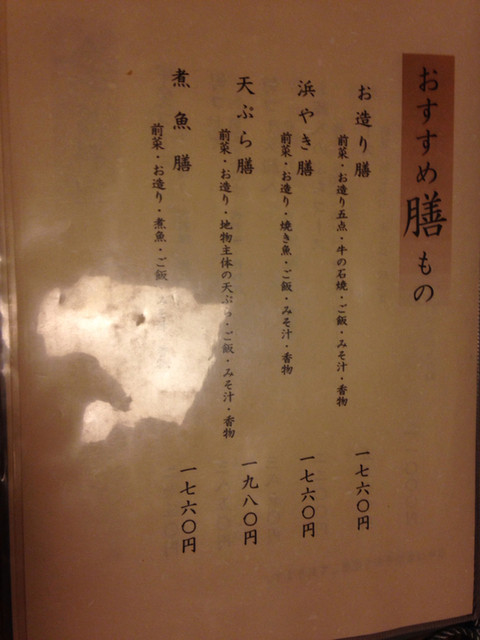 おすすめ膳もの
お造り膳
前菜・お造り五点・牛の石焼・ご飯・みそ汁・香物
一七六〇円
浜やき膳
前菜・お造り・焼き魚・ご飯・みそ汁・香物
一七六〇円
天ぷら膳
前菜・お造り・地物主体の天ぷら・ご飯・みそ汁・香物
一九八〇円
煮魚膳
前菜・お造り・煮魚・ご飯・み
一七六〇円